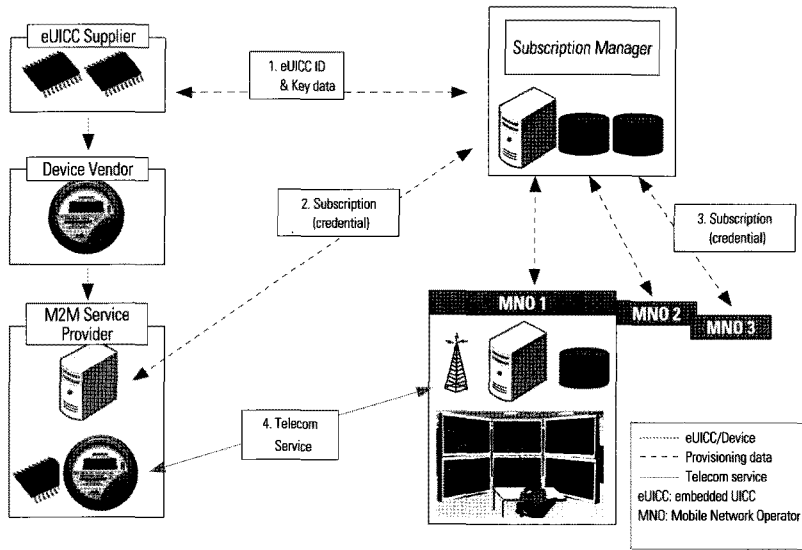 eUICC Supplier
Subscription Manager
1. eUICC ID
& Key data
Device Vendor
2. Subscription
(credential)
3. Subscription
(credential)
M2M Service
Provider
MNO 1
MNO 2
MNO 3
4. Telecom
Service
eUICC/Device
Provisioning data
Telecom service
eUICC: embedded UICC
MNO: Mobile Network Operator